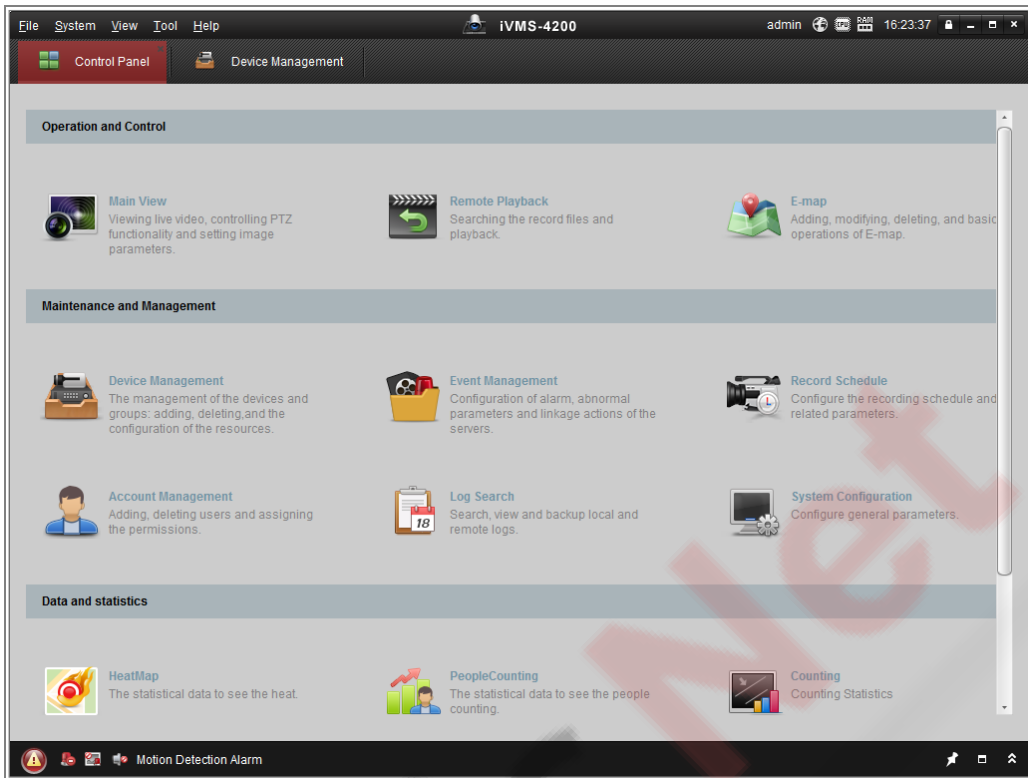 File System View Tool Help iVMS-4200 admin CPU RAM 16:23:37
Control Panel Device Management
Operation and Control
Main View
Viewing live video, controlling PTZ
functionality and setting image
parameters.
Remote Playback
Searching the record files and
playback.
E-map
Adding, modifying, deleting, and basic
operations of E-map.
Maintenance and Management
Device Management
The management of the devices and
groups: adding, deleting,and the
configuration of the resources.
Event Management
Configuration of alarm, abnormal
parameters and linkage actions of the
servers.
Record Schedule
Configure the recording schedule and
related parameters.
Account Management
Adding, deleting users and assigning
the permissions.
18
Log Search
Search, view and backup local and
remote logs.
System Configuration
Configure general parameters.
Data and statistics
HeatMap
The statistical data to see the heat.
PeopleCounting
The statistical data to see the people
counting.
Counting
Counting Statistics
Motion Detection Alarm
Net